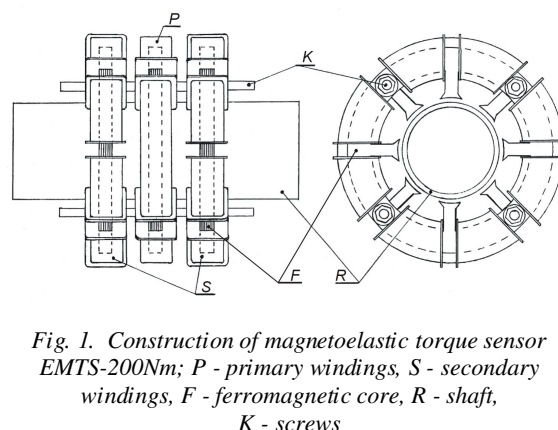 P
K
S
F
R
Fig. 1. Construction of magnetoelastic torque sensor
EMTS-200Nm; P - primary windings, S - secondary
windings, F - ferromagnetic core, R - shaft,
K - screws